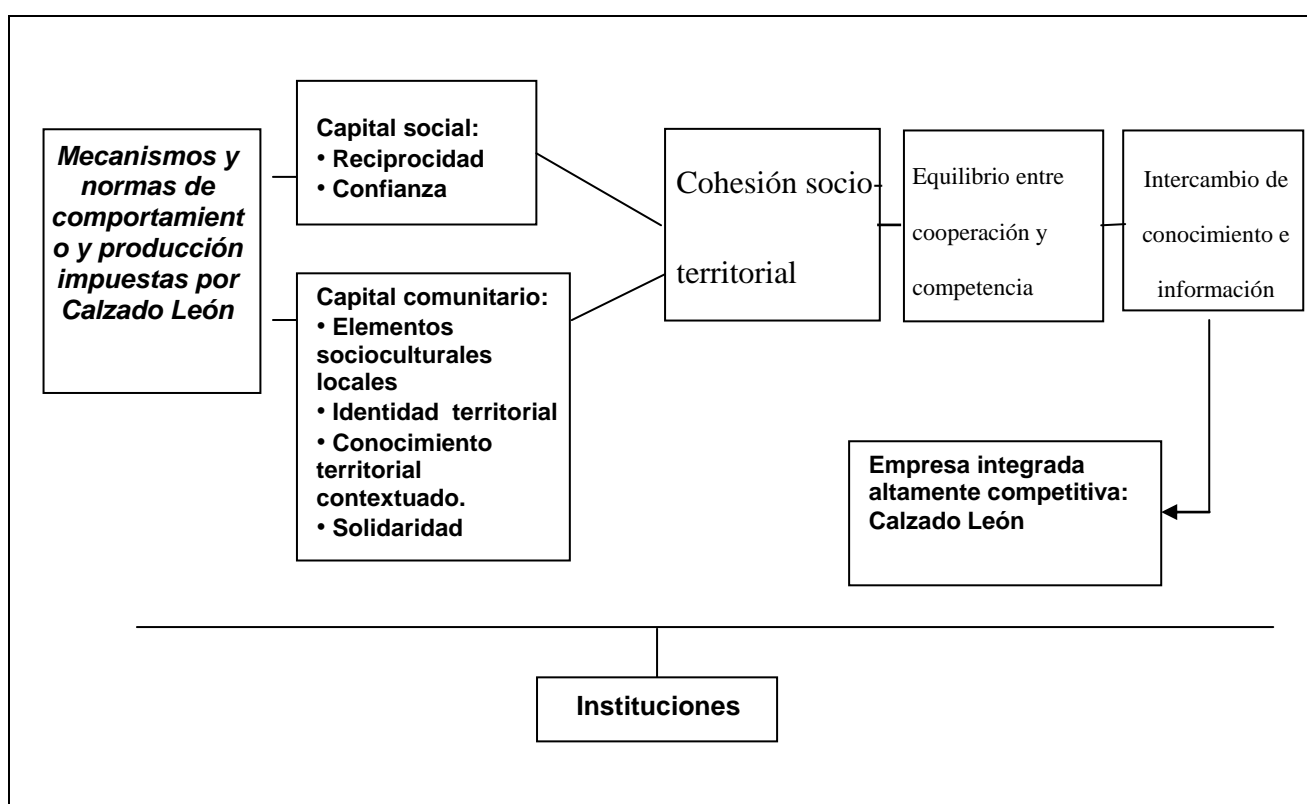 Mecanismos y
normas de
comportamient
o y producción
impuestas por
Calzado León
Capital social:
• Reciprocidad
• Confianza
Capital comunitario:
• Elementos
socioculturales
locales
• Identidad territorial
• Conocimiento
territorial
contextuado.
• Solidaridad
Cohesión socio-
territorial
Equilibrio entre
cooperación y
competencia
Intercambio de
conocimiento e
información
Empresa integrada
altamente competitiva:
Calzado León
Instituciones